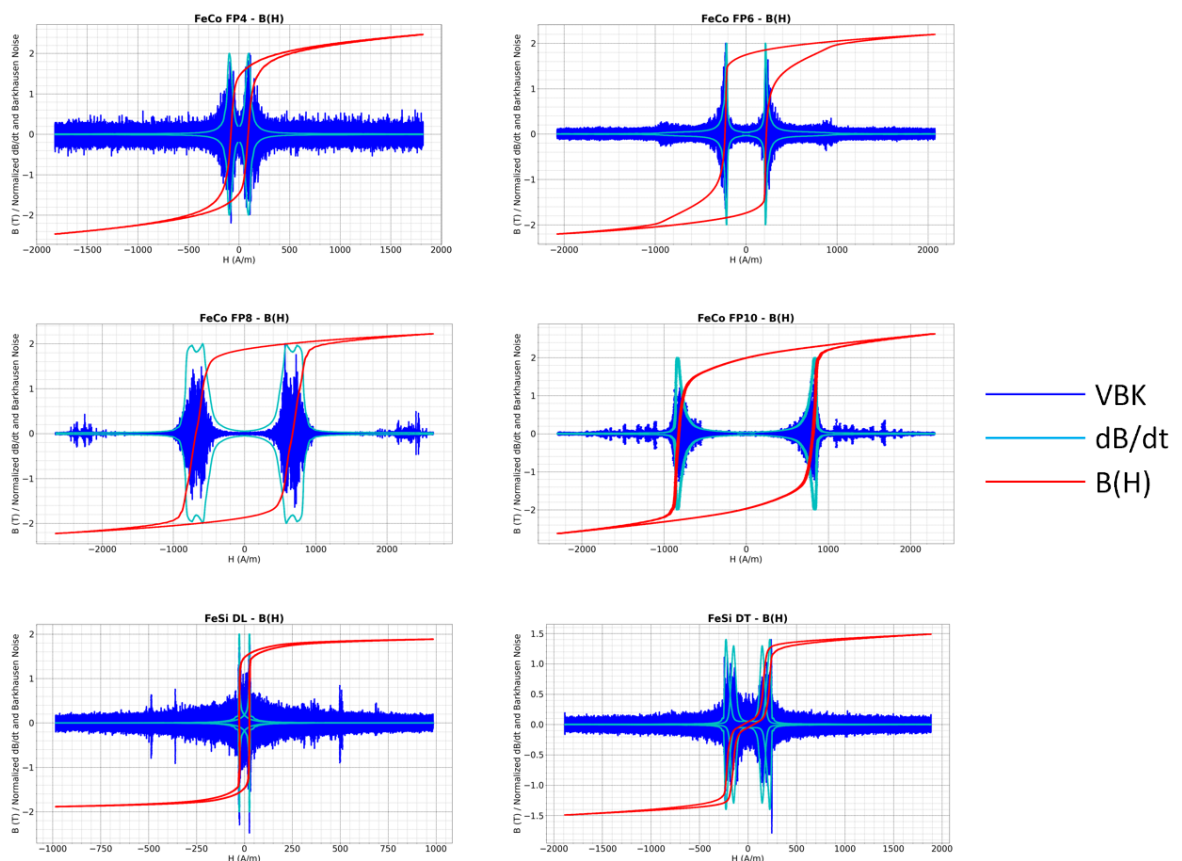 FeCo FP4 - B(H)
B (T) / Normalized dB/dt and Barkhausen Noise
2
1
0
−1
−2
−2000 −1500 −1000 −500 0 500 1000 1500 2000
H (A/m)
FeCo FP6 - B(H)
B (T) / Normalized dB/dt and Barkhausen Noise
2
1
0
−1
−2
−2000 −1000 0 1000 2000
H (A/m)
FeCo FP8 - B(H)
B (T) / Normalized dB/dt and Barkhausen Noise
2
1
0
−1
−2
−2000 −1000 0 1000 2000
H (A/m)
FeCo FP10 - B(H)
B (T) / Normalized dB/dt and Barkhausen Noise
2
1
0
−1
−2
−2000 −1000 0 1000 2000
H (A/m)
VBK
dB/dt
B(H)
FeSi DL - B(H)
B (T) / Normalized dB/dt and Barkhausen Noise
2
1
0
−1
−2
−1000 −750 −500 −250 0 250 500 750 1000
H (A/m)
FeSi DT - B(H)
B (T) / Normalized dB/dt and Barkhausen Noise
1.5
1.0
0.5
0.0
−0.5
−1.0
−1.5
−2000 −1500 −1000 −500 0 500 1000 1500 2000
H (A/m)